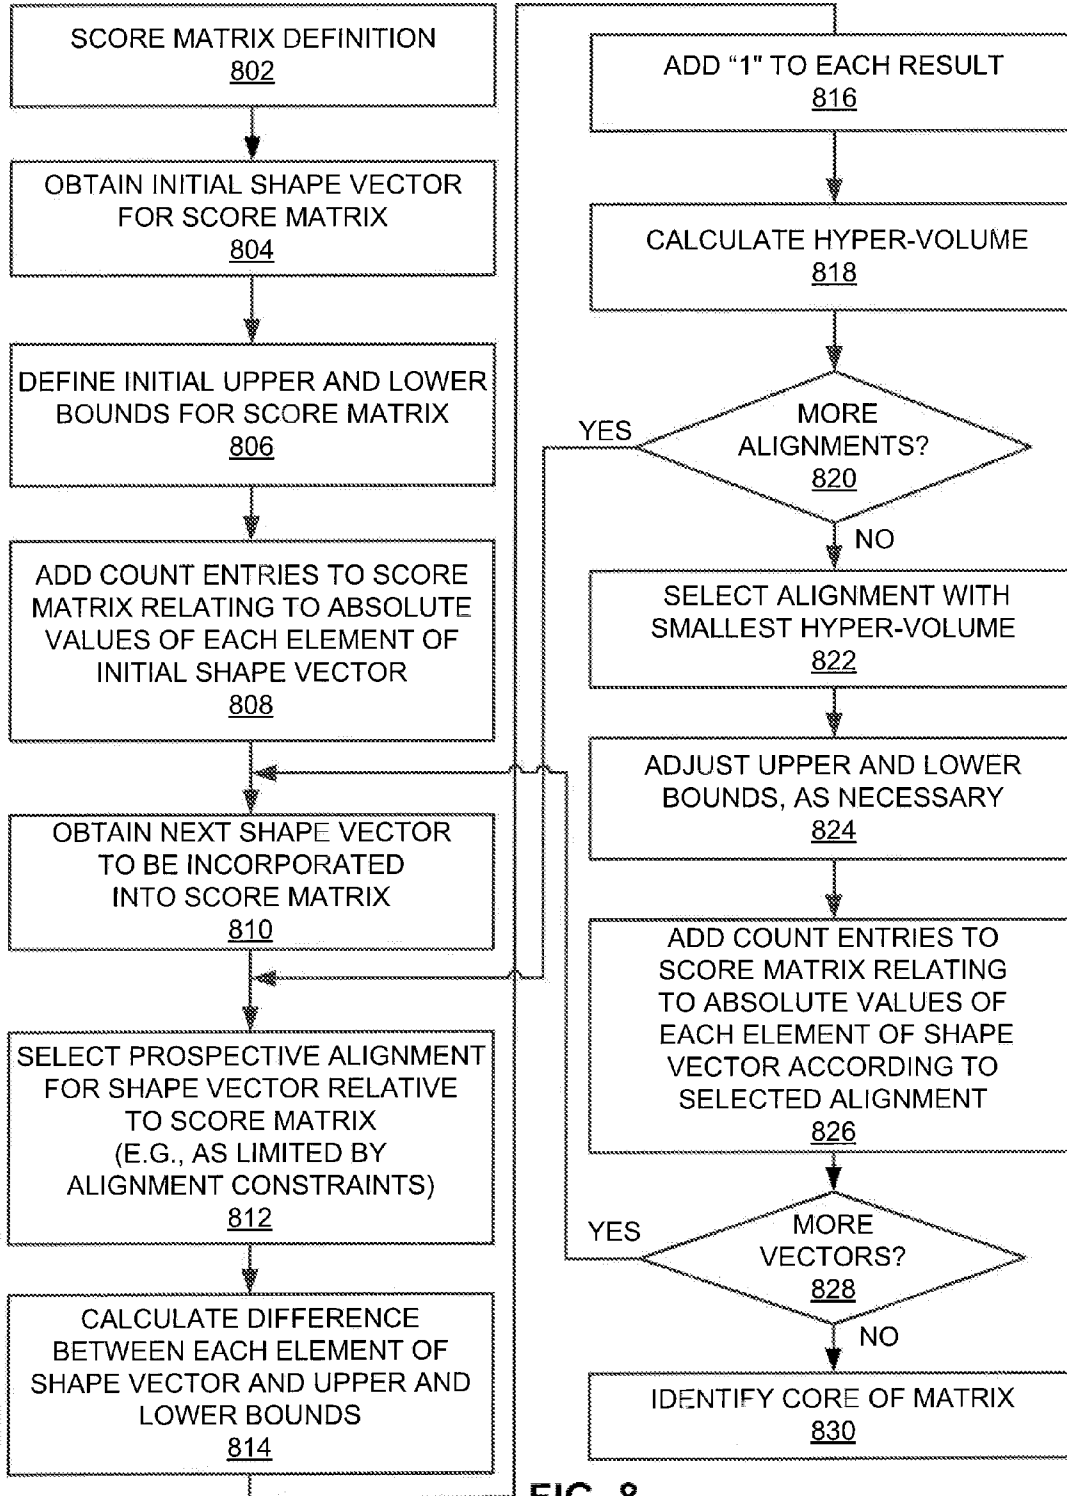 SCORE MATRIX DEFINITION
802
OBTAIN INITIAL SHAPE VECTOR
FOR SCORE MATRIX
804
DEFINE INITIAL UPPER AND LOWER
BOUNDS FOR SCORE MATRIX
806
ADD COUNT ENTRIES TO SCORE
MATRIX RELATING TO ABSOLUTE
VALUES OF EACH ELEMENT OF
INITIAL SHAPE VECTOR
808
OBTAIN NEXT SHAPE VECTOR
TO BE INCORPORATED
INTO SCORE MATRIX
810
SELECT PROSPECTIVE ALIGNMENT
FOR SHAPE VECTOR RELATIVE
TO SCORE MATRIX
(E.G., AS LIMITED BY
ALIGNMENT CONSTRAINTS)
812
CALCULATE DIFFERENCE
BETWEEN EACH ELEMENT OF
SHAPE VECTOR AND UPPER AND
LOWER BOUNDS
814
ADD “1” TO EACH RESULT
816
CALCULATE HYPER-VOLUME
818
MORE
ALIGNMENTS?
820
YES
NO
SELECT ALIGNMENT WITH
SMALLEST HYPER-VOLUME
822
ADJUST UPPER AND LOWER
BOUNDS, AS NECESSARY
824
ADD COUNT ENTRIES TO
SCORE MATRIX RELATING
TO ABSOLUTE VALUES OF
EACH ELEMENT OF SHAPE
VECTOR ACCORDING TO
SELECTED ALIGNMENT
826
MORE
VECTORS?
828
YES
NO
IDENTIFY CORE OF MATRIX
830
FIG. 8